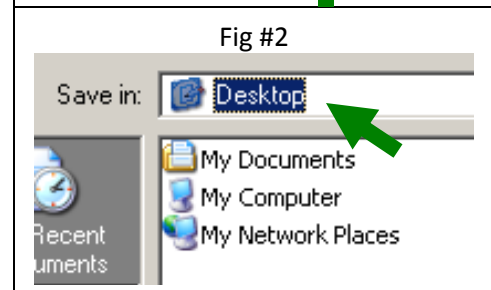 Fig #2
Save in: Desktop
My Documents
My Computer
My Network Places
Recent
uments